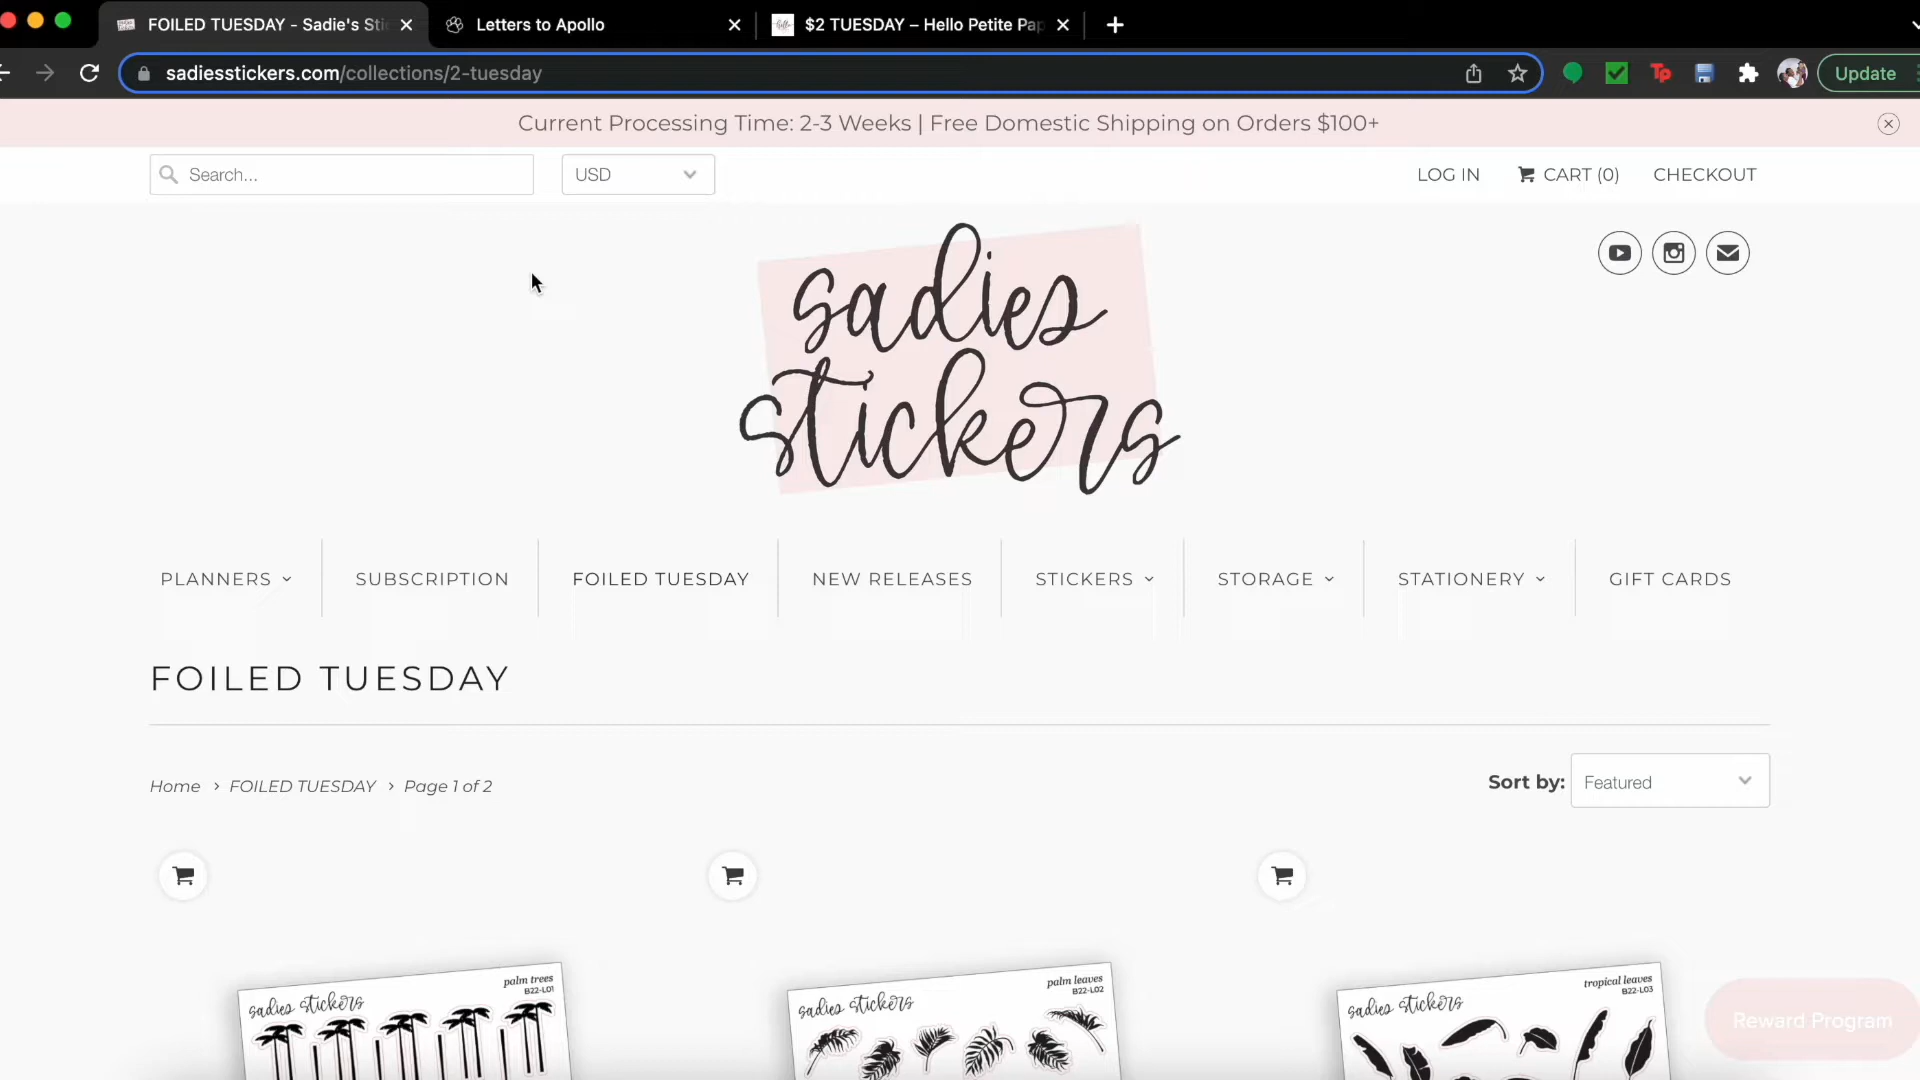 FOILED TUESDAY - Sadie's Sti
Letters to Apollo
$2 TUESDAY – Hello Petite Pap
sadiesstickers.com/collections/2-tuesday
Update
Current Processing Time: 2-3 Weeks | Free Domestic Shipping on Orders $100+
Search...
USD
LOG IN
CART (0)
CHECKOUT
sadies
stickers
PLANNERS
SUBSCRIPTION
FOILED TUESDAY
NEW RELEASES
STICKERS
STORAGE
STATIONERY
GIFT CARDS
FOILED TUESDAY
Home › FOILED TUESDAY › Page 1 of 2
Sort by:
Featured
sadies stickers
palm trees
B22-L01
sadies stickers
palm leaves
B22-L02
sadies stickers
tropical leaves
B22-L03
Reward Program